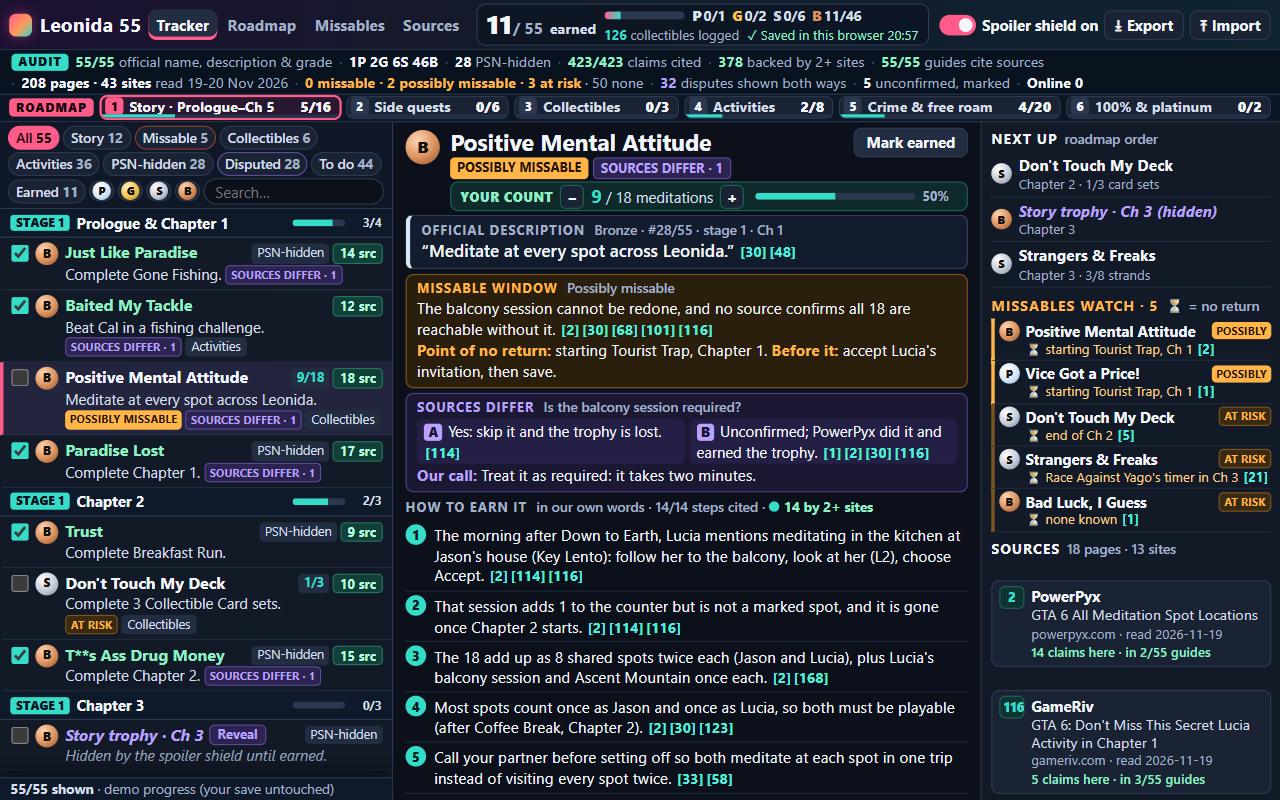 Leonida 55 Tracker Roadmap Missables Sources 11 / 55 earned P0/1 G0/2 S0/6 B11/46 Spoiler shield on Export Import
126 collectibles logged ✓ Saved in this browser 20:57
AUDIT 55/55 official name, description & grade · 1P 2G 6S 46B · 28 PSN-hidden · 423/423 claims cited · 378 backed by 2+ sites · 55/55 guides cite sources
· 208 pages · 43 sites read 19-20 Nov 2026 · 0 missable · 2 possibly missable · 3 at risk · 50 none · 32 disputes shown both ways · 5 unconfirmed, marked · Online 0
ROADMAP 1 Story · Prologue–Ch 5 5/16 2 Side quests 0/6 3 Collectibles 0/3 4 Activities 2/8 5 Crime & free roam 4/20 6 100% & platinum 0/2
All 55 Story 12 Missable 5 Collectibles 6
Activities 36 PSN-hidden 28 Disputed 28 To do 44
Earned 11 P G S B Search...
STAGE 1 Prologue & Chapter 1 3/4
B Just Like Paradise PSN-hidden 14 src
Complete Gone Fishing. SOURCES DIFFER · 1
B Baited My Tackle 12 src
Beat Cal in a fishing challenge.
SOURCES DIFFER · 1 Activities
B Positive Mental Attitude 9/18 18 src
Meditate at every spot across Leonida.
POSSIBLY MISSABLE SOURCES DIFFER · 1 Collectibles
B Paradise Lost PSN-hidden 17 src
Complete Chapter 1. SOURCES DIFFER · 1
STAGE 1 Chapter 2 2/3
B Trust PSN-hidden 9 src
Complete Breakfast Run.
S Don't Touch My Deck 1/3 10 src
Complete 3 Collectible Card sets.
AT RISK Collectibles
B T**s Ass Drug Money PSN-hidden 15 src
Complete Chapter 2. SOURCES DIFFER · 1
STAGE 1 Chapter 3 0/3
B Story trophy · Ch 3 Reveal PSN-hidden
Hidden by the spoiler shield until earned.
55/55 shown · demo progress (your save untouched)
B Positive Mental Attitude Mark earned
POSSIBLY MISSABLE SOURCES DIFFER · 1
YOUR COUNT − 9 / 18 meditations + 50%
OFFICIAL DESCRIPTION Bronze · #28/55 · stage 1 · Ch 1
“Meditate at every spot across Leonida.” [30] [48]
MISSABLE WINDOW Possibly missable
The balcony session cannot be redone, and no source confirms all 18 are
reachable without it. [2] [30] [68] [101] [116]
Point of no return: starting Tourist Trap, Chapter 1. Before it: accept Lucia's
invitation, then save.
SOURCES DIFFER Is the balcony session required?
A Yes: skip it and the trophy is lost.
[114]
B Unconfirmed; PowerPyx did it and
earned the trophy. [1] [2] [30] [116]
Our call: Treat it as required: it takes two minutes.
HOW TO EARN IT in our own words · 14/14 steps cited · 14 by 2+ sites
1 The morning after Down to Earth, Lucia mentions meditating in the kitchen at
Jason's house (Key Lento): follow her to the balcony, look at her (L2), choose
Accept. [2] [114] [116]
2 That session adds 1 to the counter but is not a marked spot, and it is gone
once Chapter 2 starts. [2] [114] [116]
3 The 18 add up as 8 shared spots twice each (Jason and Lucia), plus Lucia's
balcony session and Ascent Mountain once each. [2] [168]
4 Most spots count once as Jason and once as Lucia, so both must be playable
(after Coffee Break, Chapter 2). [2] [30] [123]
5 Call your partner before setting off so both meditate at each spot in one trip
instead of visiting every spot twice. [33] [58]
NEXT UP roadmap order
S Don't Touch My Deck
Chapter 2 · 1/3 card sets
B Story trophy · Ch 3 (hidden)
Chapter 3
S Strangers & Freaks
Chapter 3 · 3/8 strands
MISSABLES WATCH · 5 ⏳ = no return
B Positive Mental Attitude POSSIBLY
⏳ starting Tourist Trap, Ch 1 [2]
P Vice Got a Price! POSSIBLY
⏳ starting Tourist Trap, Ch 1 [1]
S Don't Touch My Deck AT RISK
⏳ end of Ch 2 [5]
S Strangers & Freaks AT RISK
⏳ Race Against Yago's timer in Ch 3 [21]
B Bad Luck, I Guess AT RISK
⏳ none known [1]
SOURCES 18 pages · 13 sites
2 PowerPyx
GTA 6 All Meditation Spot Locations
powerpyx.com · read 2026-11-19
14 claims here · in 2/55 guides
116 GameRiv
GTA 6: Don't Miss This Secret Lucia
Activity in Chapter 1
gameriv.com · read 2026-11-19
5 claims here · in 3/55 guides